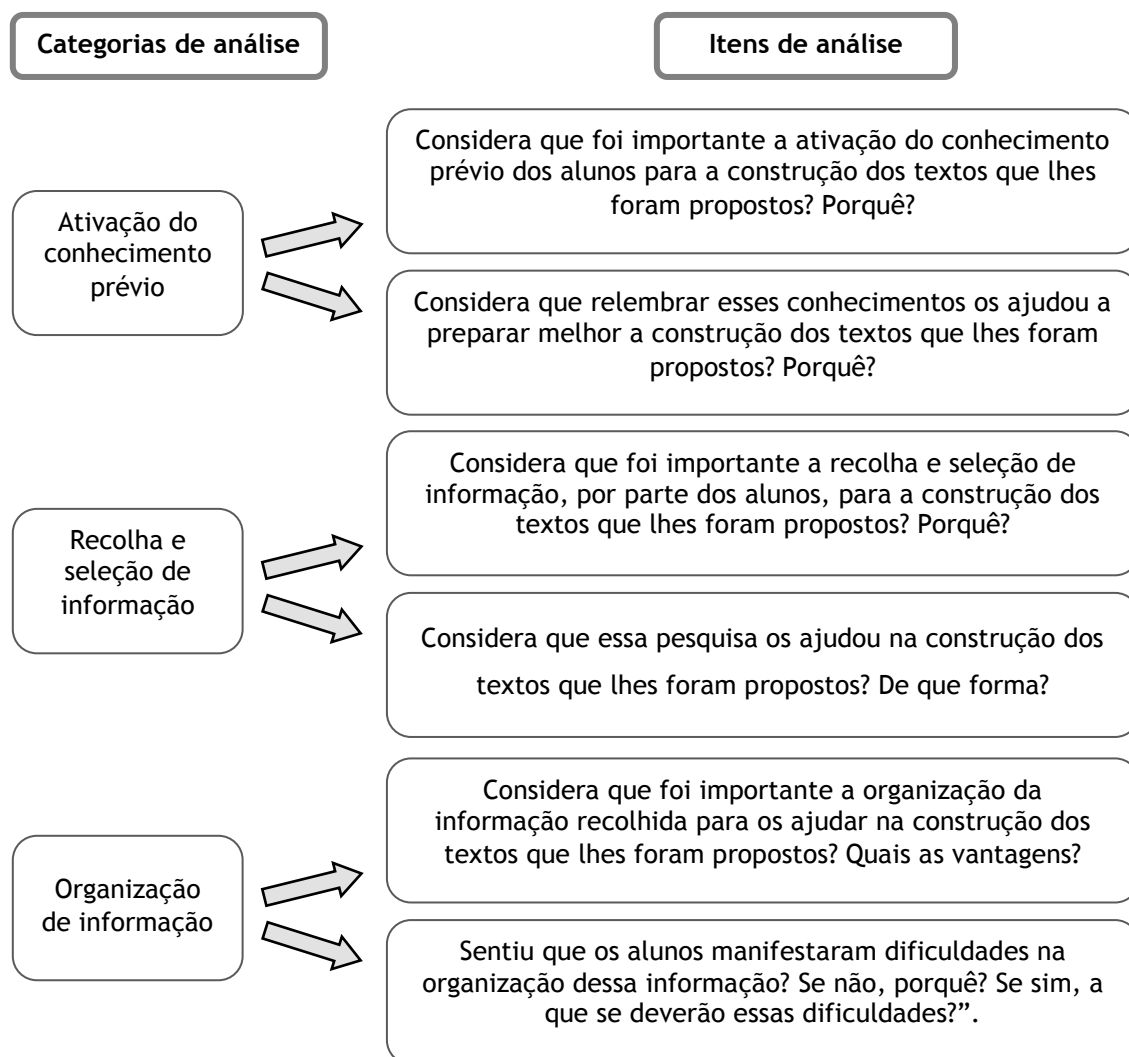 Categorias de análise
Itens de análise
Ativação do
conhecimento
prévio
Considera que foi importante a ativação do conhecimento
prévio dos alunos para a construção dos textos que lhes
foram propostos? Porquê?
Considera que relembrar esses conhecimentos os ajudou a
preparar melhor a construção dos textos que lhes foram
propostos? Porquê?
Recolha e
seleção de
informação
Considera que foi importante a recolha e seleção de
informação, por parte dos alunos, para a construção dos
textos que lhes foram propostos? Porquê?
Considera que essa pesquisa os ajudou na construção dos
textos que lhes foram propostos? De que forma?
Organização
de informação
Considera que foi importante a organização da
informação recolhida para os ajudar na construção dos
textos que lhes foram propostos? Quais as vantagens?
Sentiu que os alunos manifestaram dificuldades na
organização dessa informação? Se não, porquê? Se sim, a
que se deverão essas dificuldades?”.